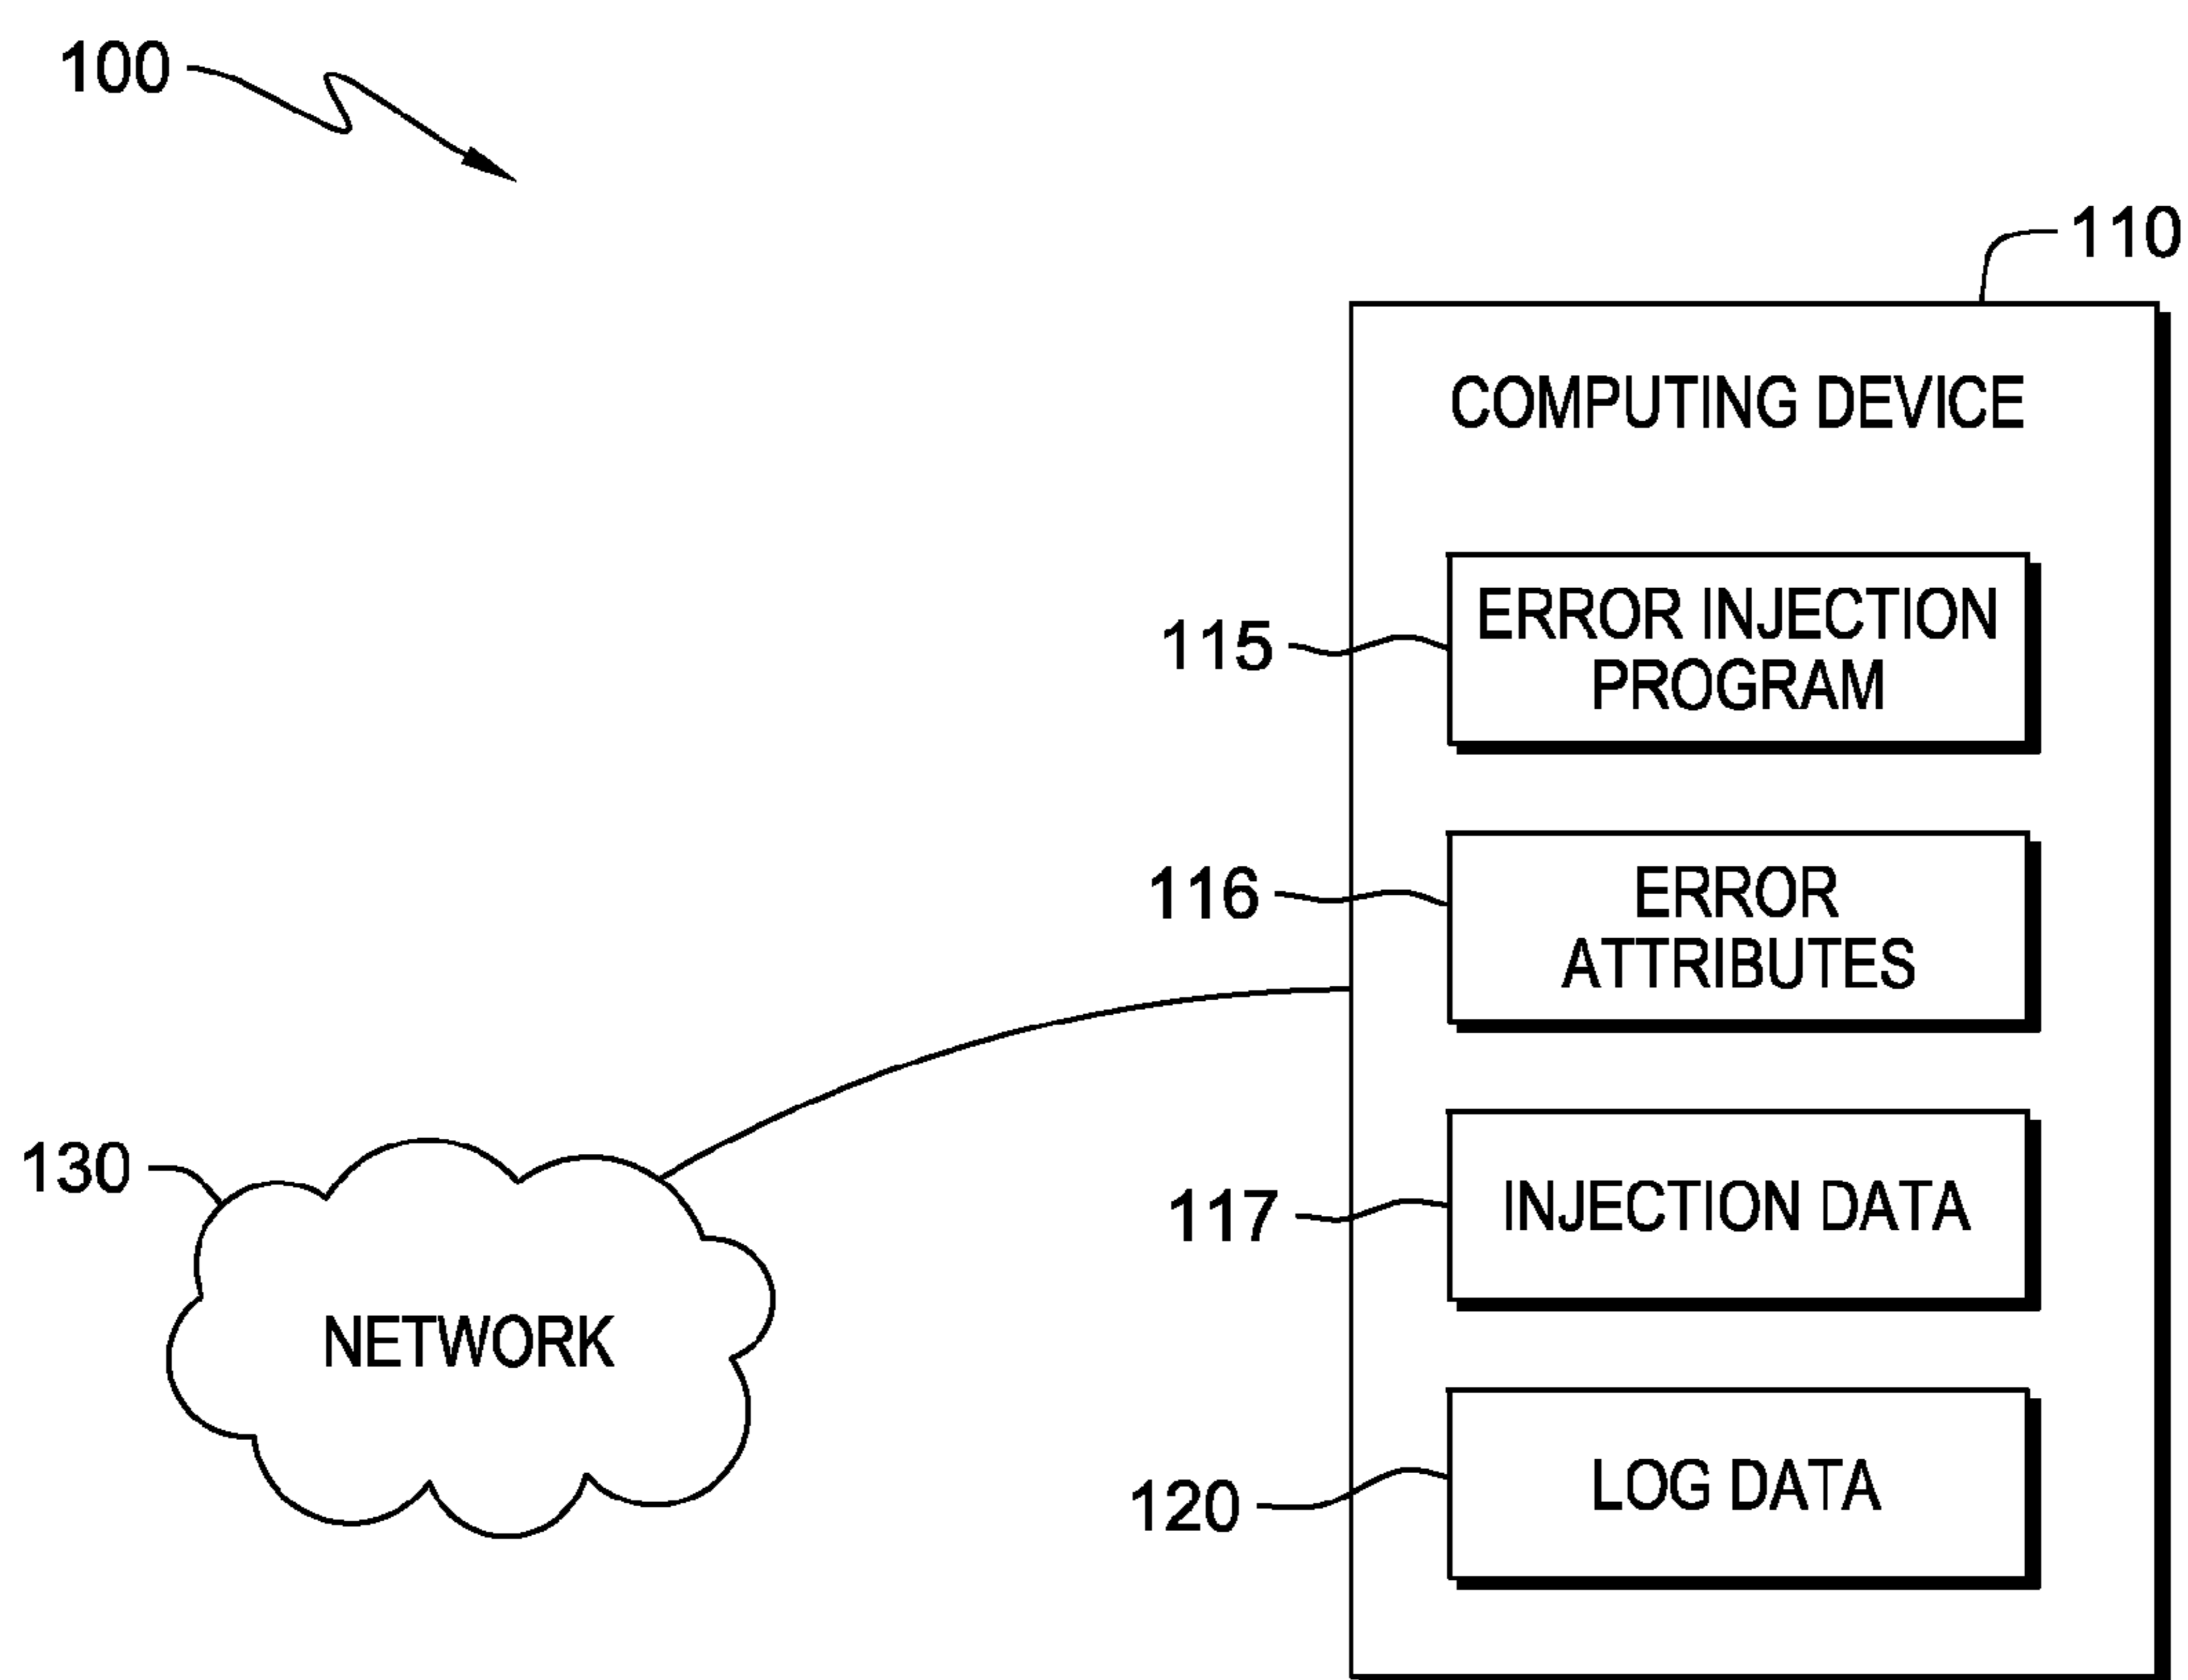 100
110
COMPUTING DEVICE
115
ERROR INJECTION
PROGRAM
116
ERROR
ATTRIBUTES
130
117
INJECTION DATA
NETWORK
120
LOG DATA